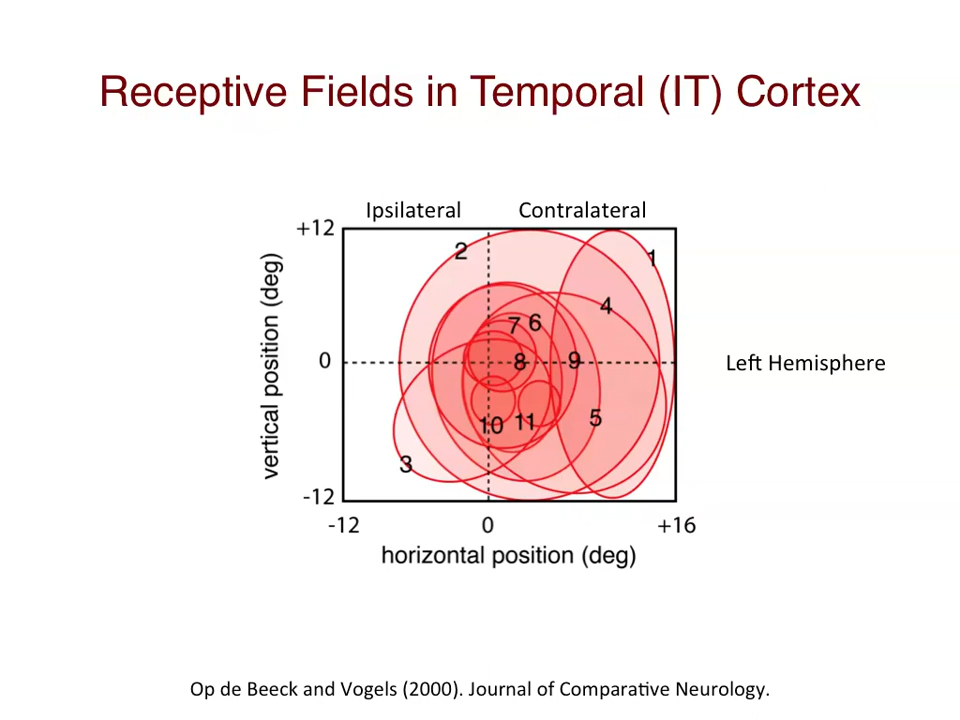 Receptive Fields in Temporal (IT) Cortex
Ipsilateral
Contralateral
+12
2
1
4
7
6
vertical position (deg)
0
8
9
Left Hemisphere
5
10
11
3
-12
-12
0
+16
horizontal position (deg)
Op de Beeck and Vogels (2000). Journal of Comparative Neurology.